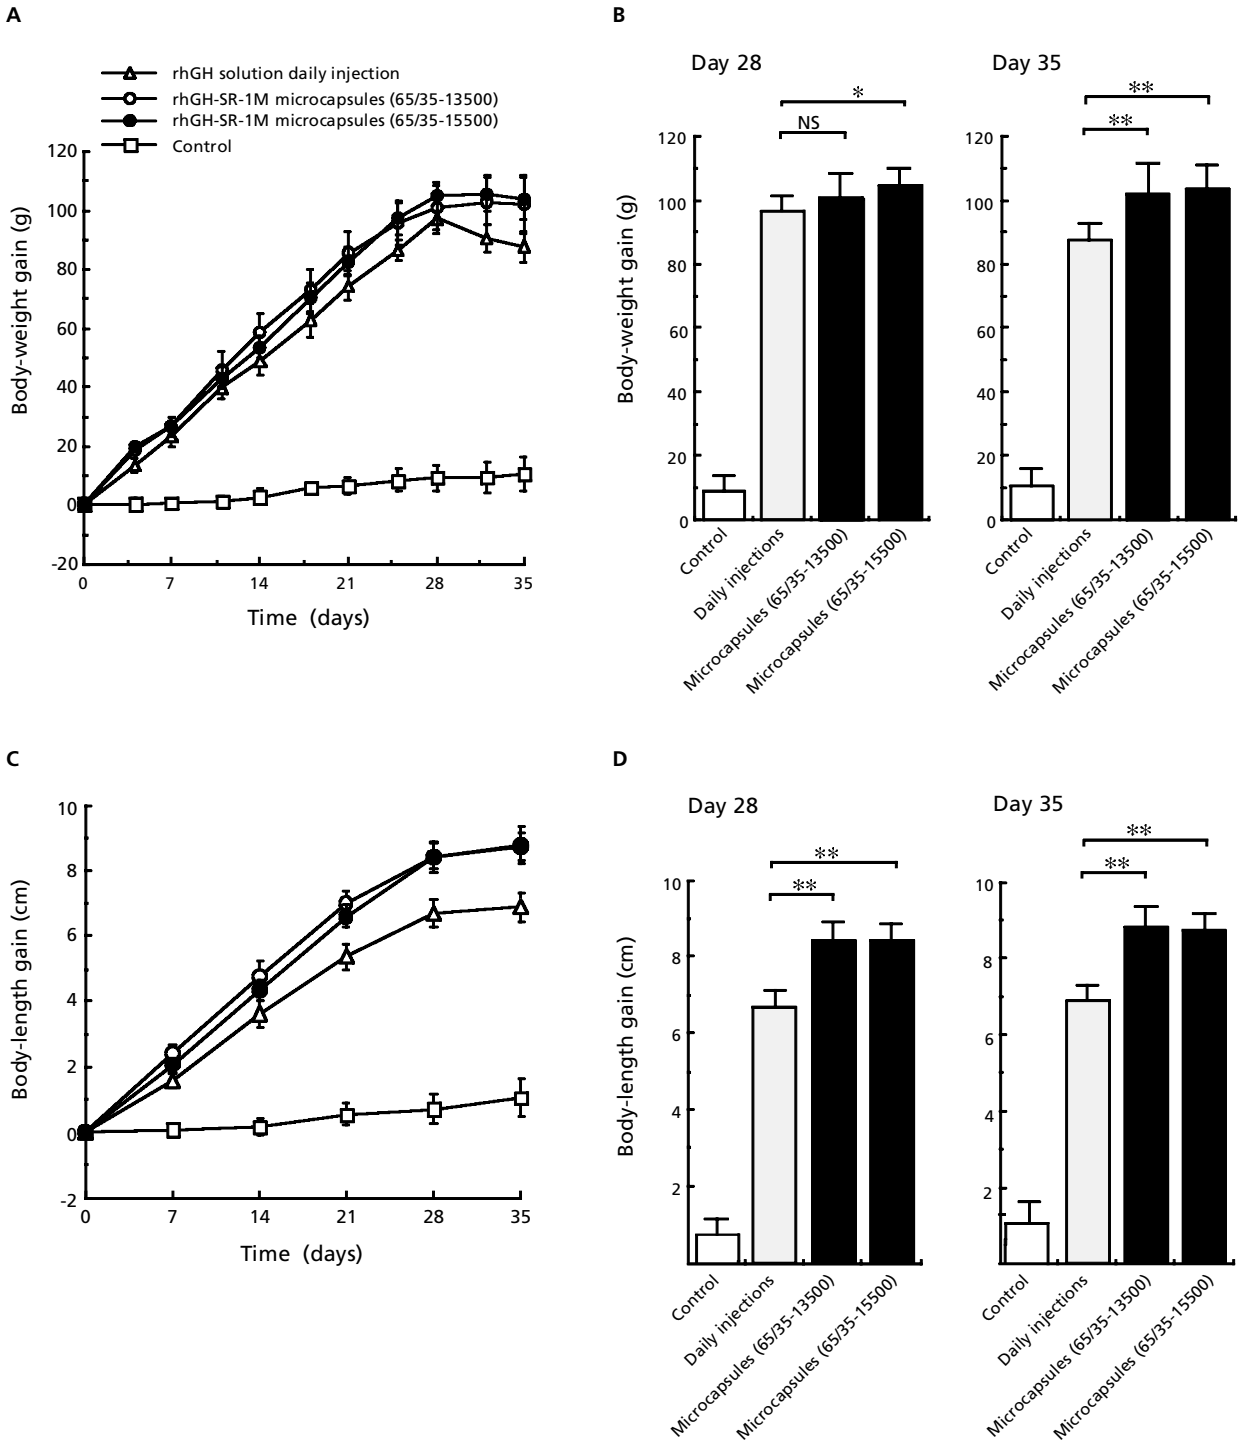 A
rhGH solution daily injection
rhGH-SR-1M microcapsules (65/35-13500)
rhGH-SR-1M microcapsules (65/35-15500)
Control
120
100
80
60
40
20
0
-20
Body-weight gain (g)
0 7 14 21 28 35
Time (days)
B
Day 28
*
NS
120
100
80
60
40
20
0
Body-weight gain (g)
Control
Daily injections
Microcapsules (65/35-13500)
Microcapsules (65/35-15500)
Day 35
**
**
120
100
80
60
40
20
0
Control
Daily injections
Microcapsules (65/35-13500)
Microcapsules (65/35-15500)
C
10
8
6
4
2
0
-2
Body-length gain (cm)
0 7 14 21 28 35
Time (days)
D
Day 28
**
**
10
8
6
4
2
Body-length gain (cm)
Control
Daily injections
Microcapsules (65/35-13500)
Microcapsules (65/35-15500)
Day 35
**
**
10
8
6
4
2
Control
Daily injections
Microcapsules (65/35-13500)
Microcapsules (65/35-15500)